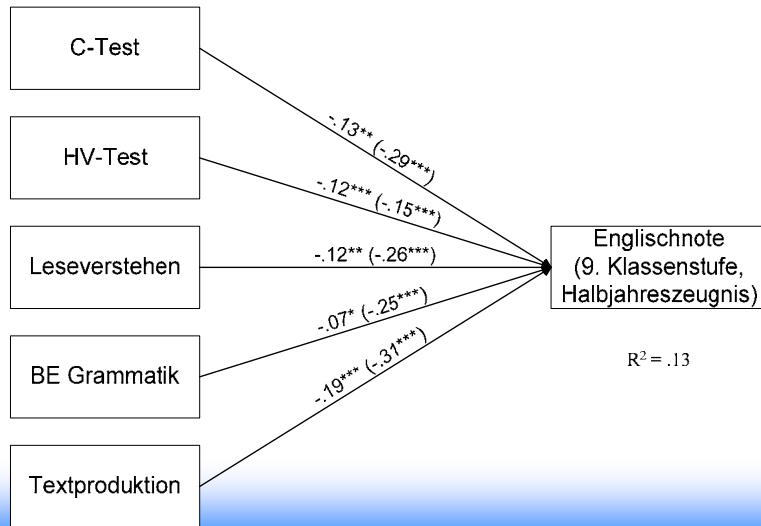 C-Test
-.13** (-.29***)
HV-Test
-.12*** (-.15***)
Leseverstehen
-.12** (-.26***)
Englischnote
(9. Klassenstufe,
Halbjahreszeugnis)
BE Grammatik
-.07* (-.25***)
R² = .13
Textproduktion
-.19*** (-.31***)